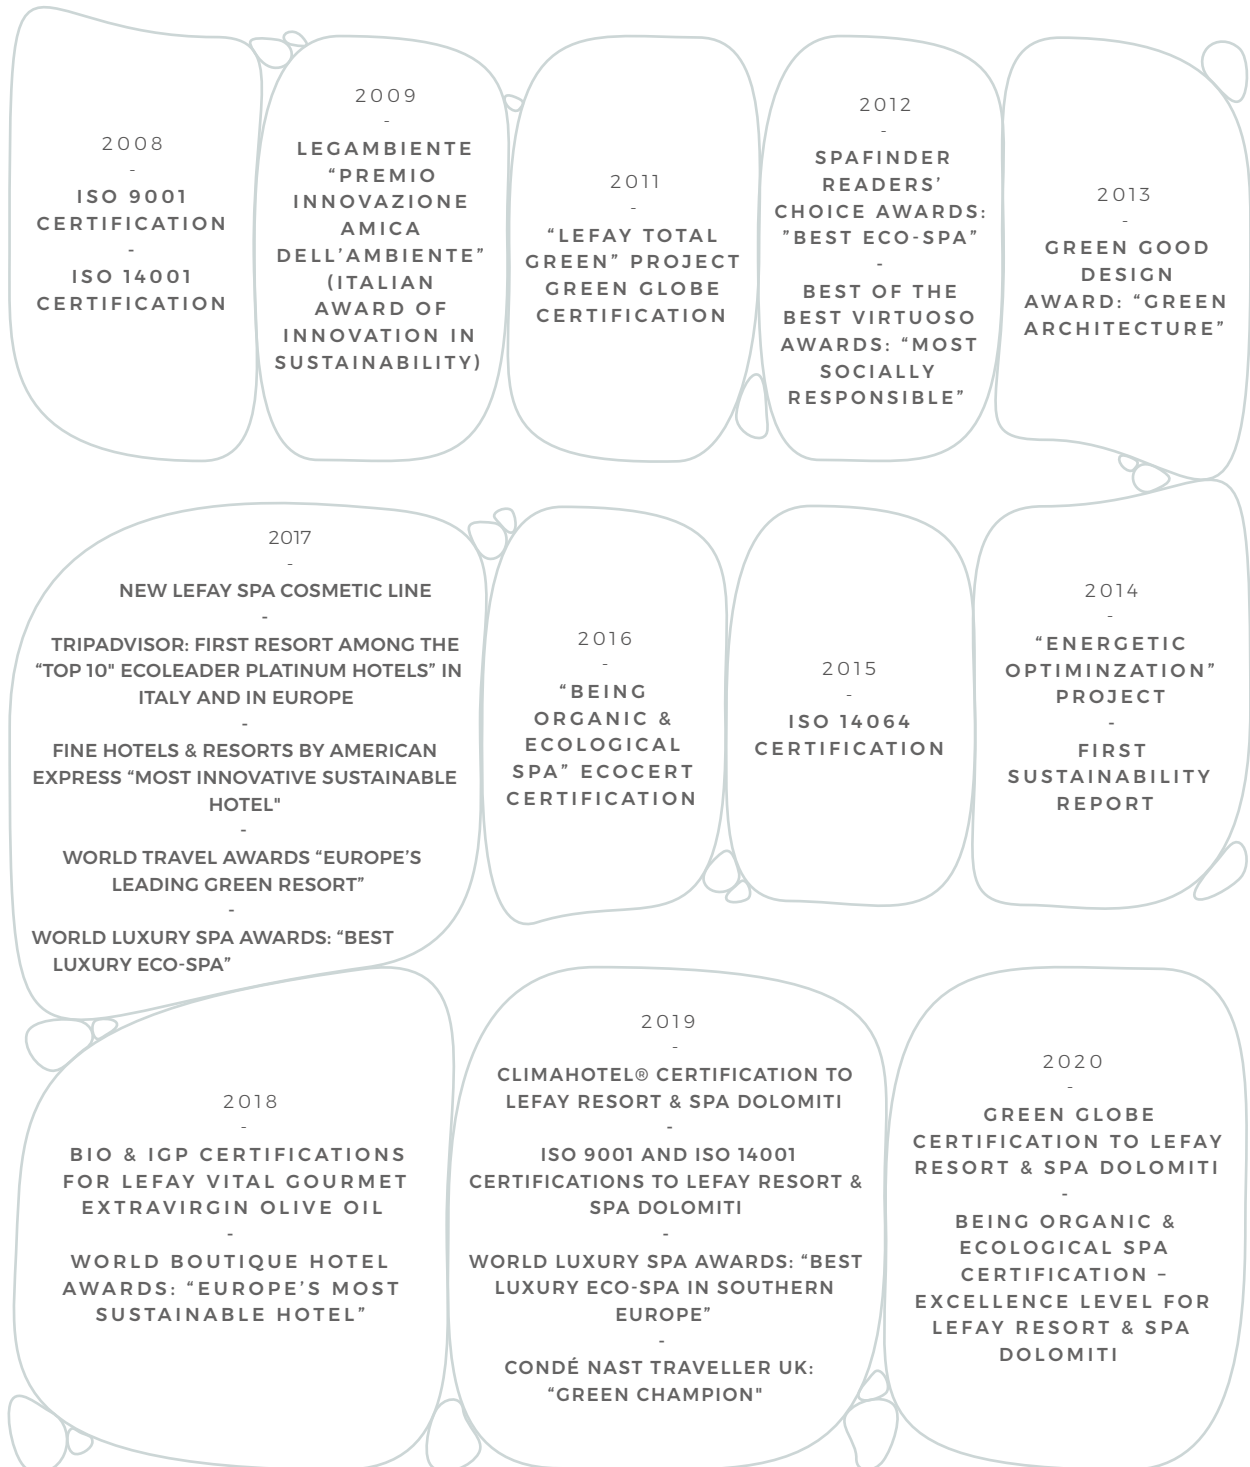 2008
-
ISO 9001
CERTIFICATION
-
ISO 14001
CERTIFICATION
2009
-
LEGAMBIENTE
“PREMIO
INNOVAZIONE
AMICA
DELL’AMBIENTE”
(ITALIAN
AWARD OF
INNOVATION IN
SUSTAINABILITY)
2011
-
“LEFAY TOTAL
GREEN” PROJECT
GREEN GLOBE
CERTIFICATION
2012
-
SPAFINDER
READERS’
CHOICE AWARDS:
”BEST ECO-SPA”
-
BEST OF THE
BEST VIRTUOSO
AWARDS: “MOST
SOCIALLY
RESPONSIBLE”
2013
-
GREEN GOOD
DESIGN
AWARD: “GREEN
ARCHITECTURE”
2014
-
“ENERGETIC
OPTIMINZATION”
PROJECT
-
FIRST
SUSTAINABILITY
REPORT
2015
-
ISO 14064
CERTIFICATION
2016
-
“BEING
ORGANIC &
ECOLOGICAL
SPA” ECOCERT
CERTIFICATION
2017
-
NEW LEFAY SPA COSMETIC LINE
-
TRIPADVISOR: FIRST RESORT AMONG THE
“TOP 10" ECOLEADER PLATINUM HOTELS” IN
ITALY AND IN EUROPE
-
FINE HOTELS & RESORTS BY AMERICAN
EXPRESS “MOST INNOVATIVE SUSTAINABLE
HOTEL"
-
WORLD TRAVEL AWARDS “EUROPE’S
LEADING GREEN RESORT”
-
WORLD LUXURY SPA AWARDS: “BEST
LUXURY ECO-SPA”
2018
-
BIO & IGP CERTIFICATIONS
FOR LEFAY VITAL GOURMET
EXTRAVIRGIN OLIVE OIL
-
WORLD BOUTIQUE HOTEL
AWARDS: “EUROPE’S MOST
SUSTAINABLE HOTEL”
2019
-
CLIMAHOTEL® CERTIFICATION TO
LEFAY RESORT & SPA DOLOMITI
-
ISO 9001 AND ISO 14001
CERTIFICATIONS TO LEFAY RESORT &
SPA DOLOMITI
-
WORLD LUXURY SPA AWARDS: “BEST
LUXURY ECO-SPA IN SOUTHERN
EUROPE”
-
CONDÉ NAST TRAVELLER UK:
“GREEN CHAMPION"
2020
-
GREEN GLOBE
CERTIFICATION TO LEFAY
RESORT & SPA DOLOMITI
-
BEING ORGANIC &
ECOLOGICAL SPA
CERTIFICATION –
EXCELLENCE LEVEL FOR
LEFAY RESORT & SPA
DOLOMITI